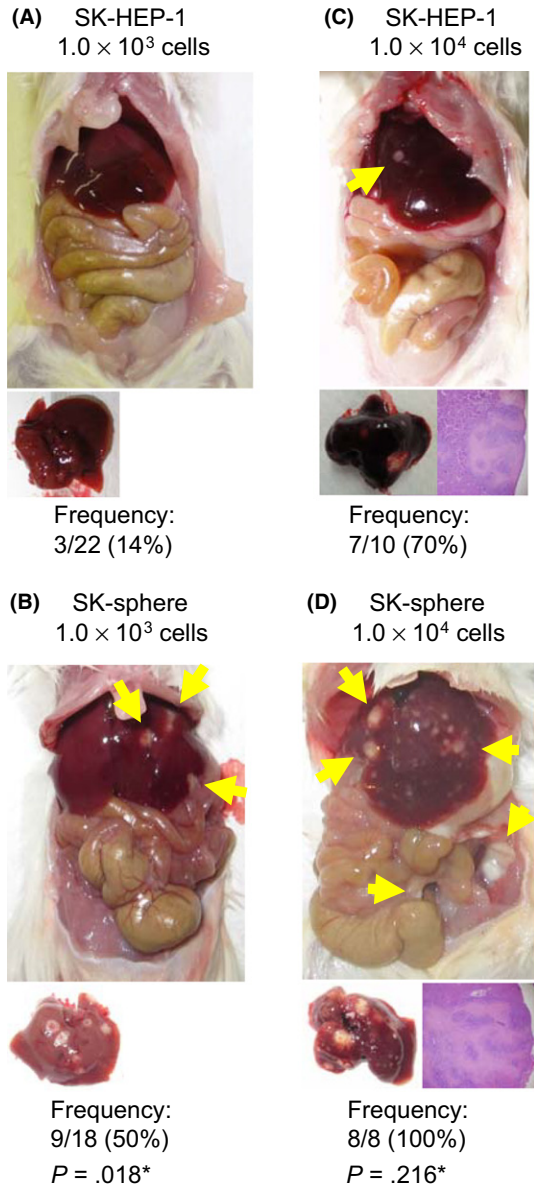 (A) SK-HEP-1
1.0 × 10³ cells
Frequency:
3/22 (14%)
(C) SK-HEP-1
1.0 × 10⁴ cells
Frequency:
7/10 (70%)
(B) SK-sphere
1.0 × 10³ cells
Frequency:
9/18 (50%)
P = .018*
(D) SK-sphere
1.0 × 10⁴ cells
Frequency:
8/8 (100%)
P = .216*